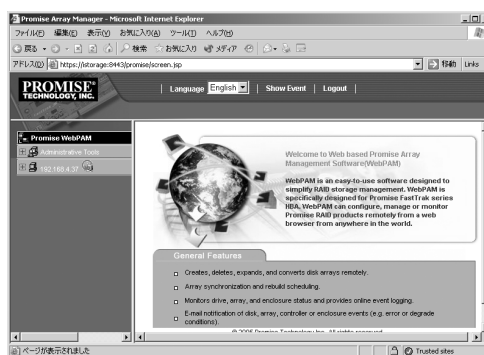 Promise Array Manager - Microsoft Internet Explorer
ファイル(F) 編集(E) 表示(V) お気に入り(A) ツール(T) ヘルプ(H)
戻る 検索 お気に入り メディア
アドレス(D) https://istorage:8443/promise/screen.jsp 移動 Links
PROMISE®
TECHNOLOGY, INC.
| Language English | Show Event | Logout |
Promise WebPAM
Administrative Tools
192.168.4.37
Welcome to Web based Promise Array
Management Software(WebPAM)
WebPAM is an easy-to-use software designed to
simplify RAID storage management. WebPAM is
specifically designed for Promise FastTrak series
HBA. WebPAM can configure, manage or monitor
Promise RAID products remotely from a web
browser from anywhere in the world.
General Features
Creates, deletes, expands, and converts disk arrays remotely.
Array synchronization and rebuild scheduling.
Monitors drive, array, and enclosure status and provides online event logging.
E-mail notification of disk, array, controller or enclosure events (e.g. error or degrade
conditions).
© 2005 Promise Technology Inc. All rights reserved
ページが表示されました Trusted sites